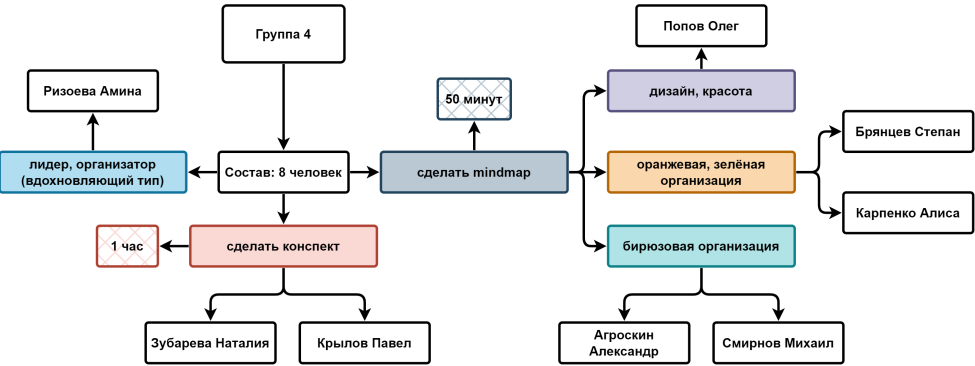 Группа 4
Попов Олег
Ризоева Амина
50 минут
дизайн, красота
Брянцев Степан
лидер, организатор
(вдохновляющий тип)
Состав: 8 человек
сделать mindmap
оранжевая, зелёная
организация
Карпенко Алиса
1 час
сделать конспект
бирюзовая организация
Зубарева Наталия
Крылов Павел
Агроскин
Александр
Смирнов Михаил